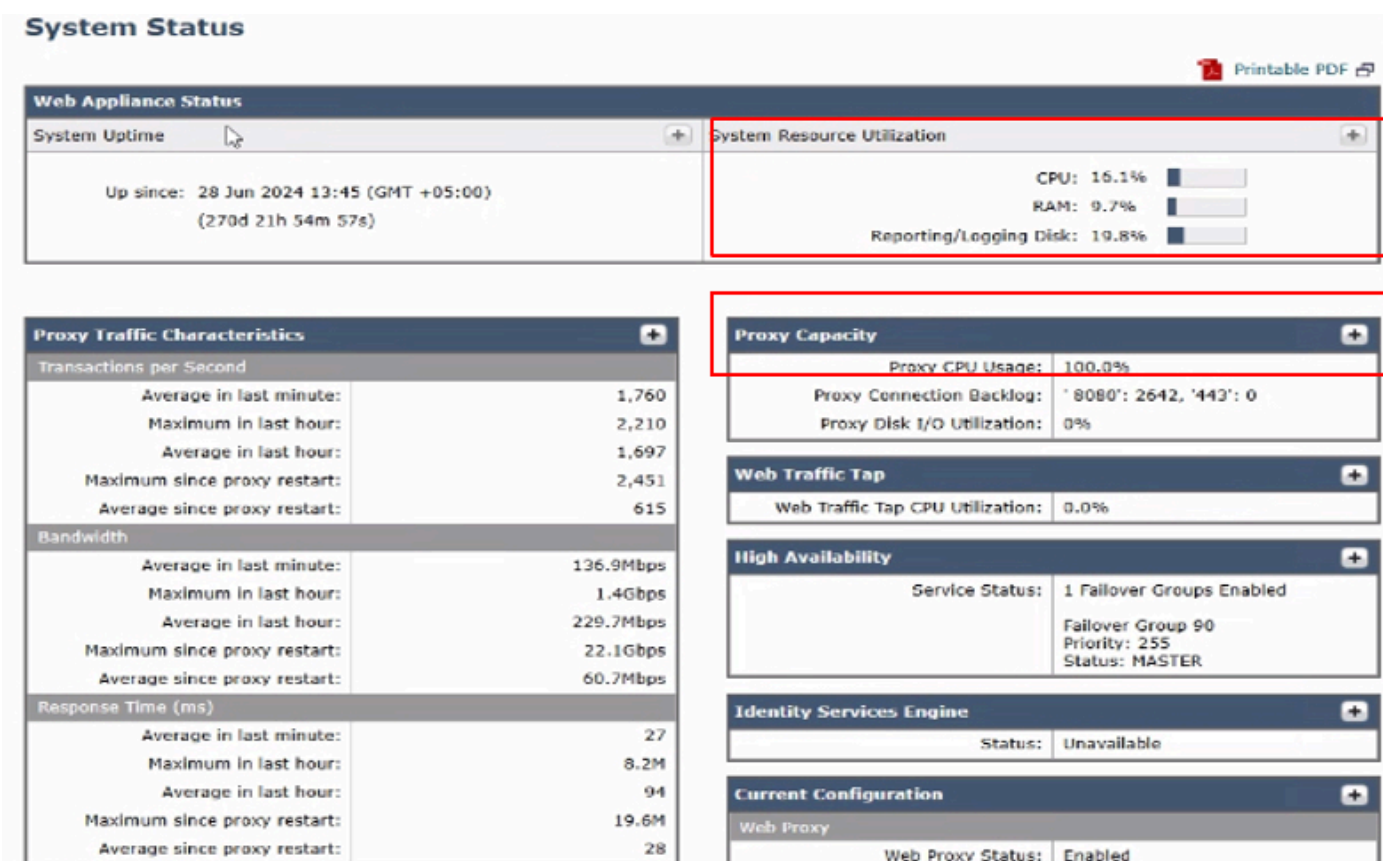 System Status
Printable PDF
Web Appliance Status
System Uptime
Up since: 28 Jun 2024 13:45 (GMT +05:00)
(270d 21h 54m 57s)
System Resource Utilization
CPU: 16.1%
RAM: 9.7%
Reporting/Logging Disk: 19.8%
Proxy Traffic Characteristics
Transactions per Second
Average in last minute: 1,760
Maximum in last hour: 2,210
Average in last hour: 1,697
Maximum since proxy restart: 2,451
Average since proxy restart: 615
Bandwidth
Average in last minute: 136.9Mbps
Maximum in last hour: 1.4Gbps
Average in last hour: 229.7Mbps
Maximum since proxy restart: 22.1Gbps
Average since proxy restart: 60.7Mbps
Response Time (ms)
Average in last minute: 27
Maximum in last hour: 8.2M
Average in last hour: 94
Maximum since proxy restart: 19.6M
Average since proxy restart: 28
Proxy Capacity
Proxy CPU Usage: 100.0%
Proxy Connection Backlog: '8080': 2642, '443': 0
Proxy Disk I/O Utilization: 0%
Web Traffic Tap
Web Traffic Tap CPU Utilization: 0.0%
High Availability
Service Status: 1 Failover Groups Enabled
Failover Group 90
Priority: 255
Status: MASTER
Identity Services Engine
Status: Unavailable
Current Configuration
Web Proxy
Web Proxy Status: Enabled